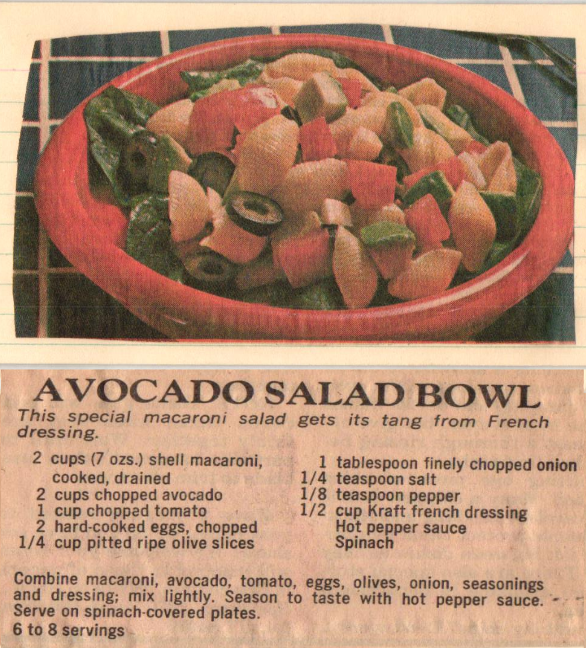 AVOCADO SALAD BOWL
This special macaroni salad gets its tang from French
dressing.
2 cups (7 ozs.) shell macaroni,
cooked, drained
2 cups chopped avocado
1 cup chopped tomato
2 hard-cooked eggs, chopped
1/4 cup pitted ripe olive slices
1 tablespoon finely chopped onion
1/4 teaspoon salt
1/8 teaspoon pepper
1/2 cup Kraft french dressing
Hot pepper sauce
Spinach
Combine macaroni, avocado, tomato, eggs, olives, onion, seasonings
and dressing; mix lightly. Season to taste with hot pepper sauce.
Serve on spinach-covered plates.
6 to 8 servings